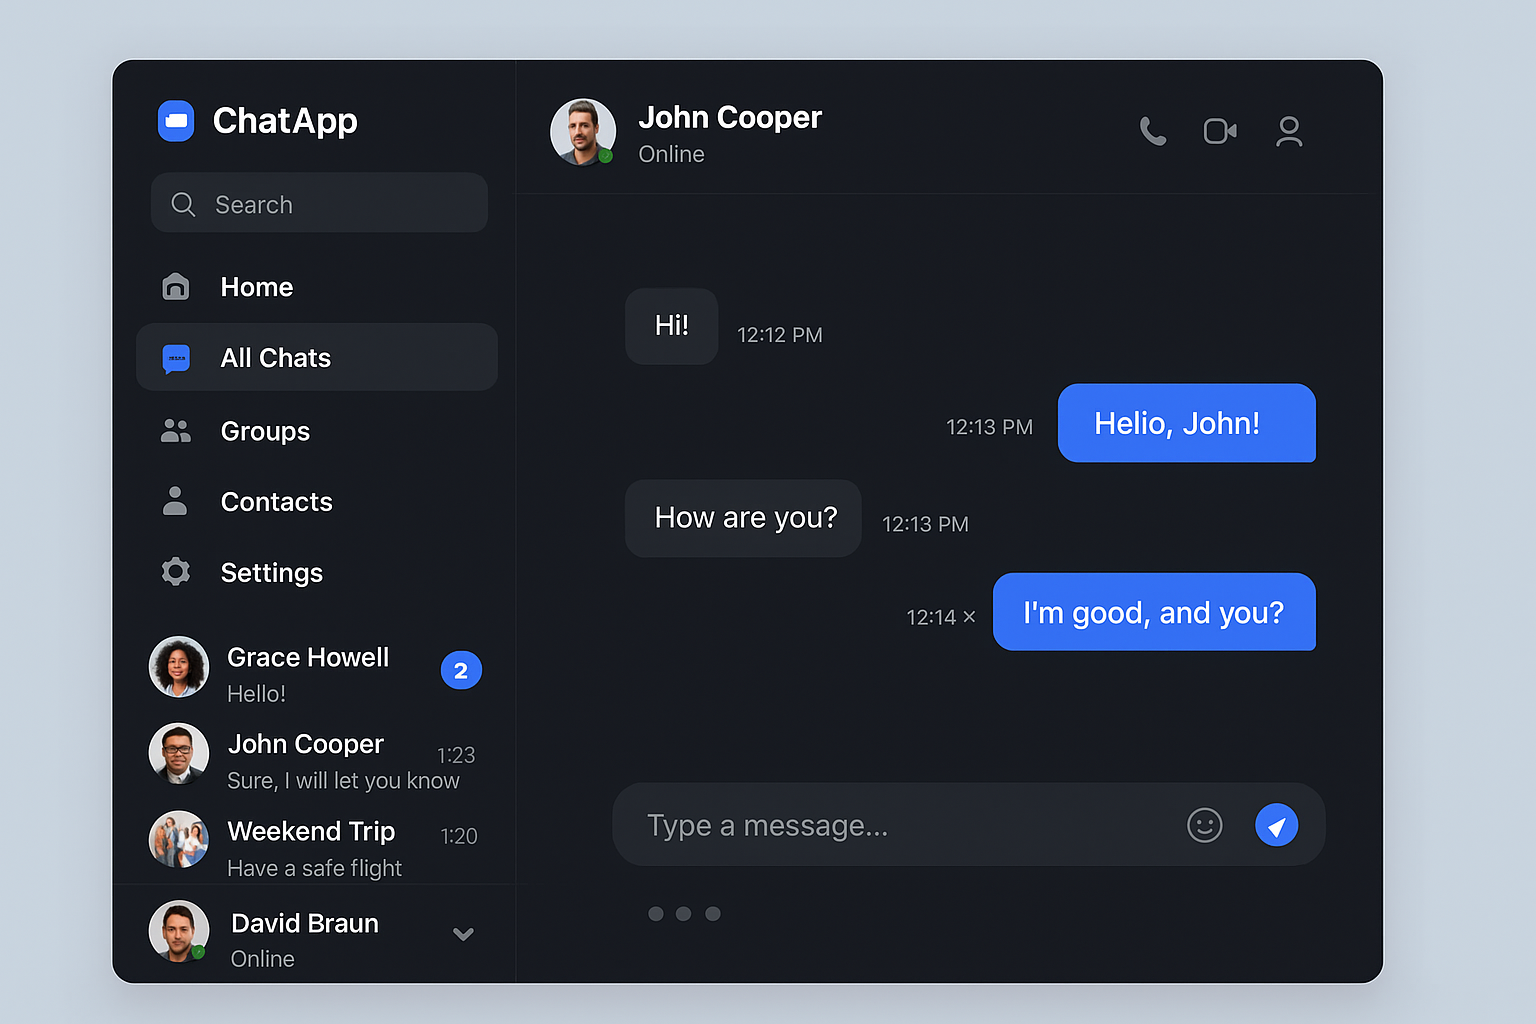 ChatApp
Search
Home
All Chats
Groups
Contacts
Settings
Grace Howell
Hello!
2
John Cooper
1:23
Sure, I will let you know
Weekend Trip
1:20
Have a safe flight
David Braun
Online
John Cooper
Online
Hi!
12:12 PM
12:13 PM
Helio, John!
How are you?
12:13 PM
12:14 ×
I'm good, and you?
Type a message...